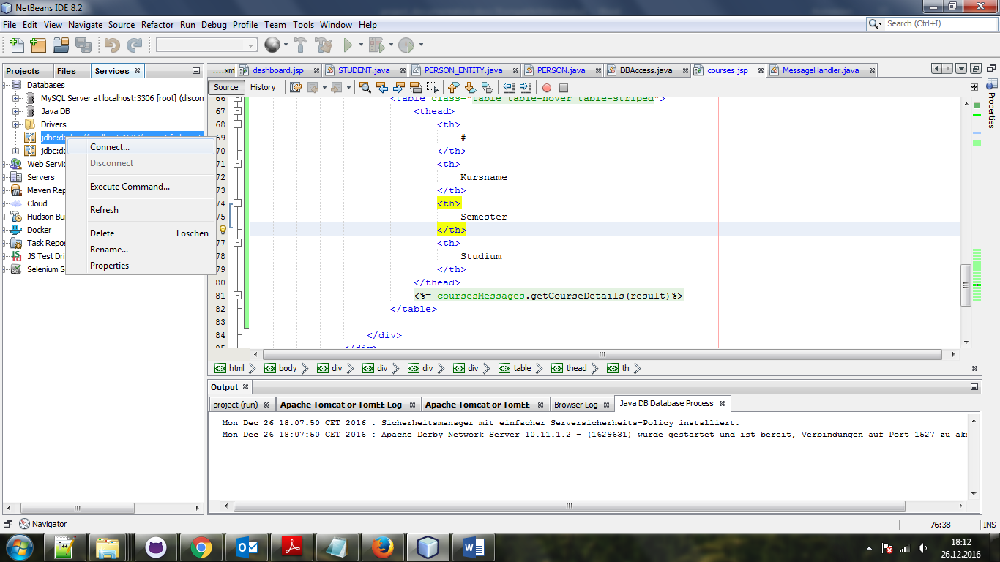 NetBeans IDE 8.2
File Edit View Navigate Source Refactor Run Debug Profile Team Tools Window Help
Search (Ctrl+I)
Projects Files Services
Databases
MySQL Server at localhost:3306 [root] (discon
Java DB
Drivers
jdbc:de
Web Servic
Servers
Maven Rep
Cloud
Hudson Bu
Docker
Task Repos
JS Test Dri
Selenium S
Connect...
Disconnect
Execute Command...
Refresh
Delete Löschen
Rename...
Properties
....xm dashboard.jsp STUDENT.java PERSON_ENTITY.java PERSON.java DBAccess.java courses.jsp MessageHandler.java
Source History
66 <table class="table table-hover table-striped">
67 <thead>
68 <th>
69 #
70 </th>
71 <th>
72 Kursname
73 </th>
74 <th>
75 Semester
</th>
77 <th>
78 Studium
79 </th>
80 </thead>
81 <%= coursesMessages.getCourseDetails(result)%>
82 </table>
83
84 </div>
85 </div>
html body div div div div table thead th
Properties
Output
project (run) Apache Tomcat or TomEE Log Apache Tomcat or TomEE Browser Log Java DB Database Process
Mon Dec 26 18:07:50 CET 2016 : Sicherheitsmanager mit einfacher Serversicherheits-Policy installiert.
Mon Dec 26 18:07:50 CET 2016 : Apache Derby Network Server 10.11.1.2 - (1629631) wurde gestartet und ist bereit, Verbindungen auf Port 1527 zu ak
Navigator
76:38 INS
18:12
26.12.2016